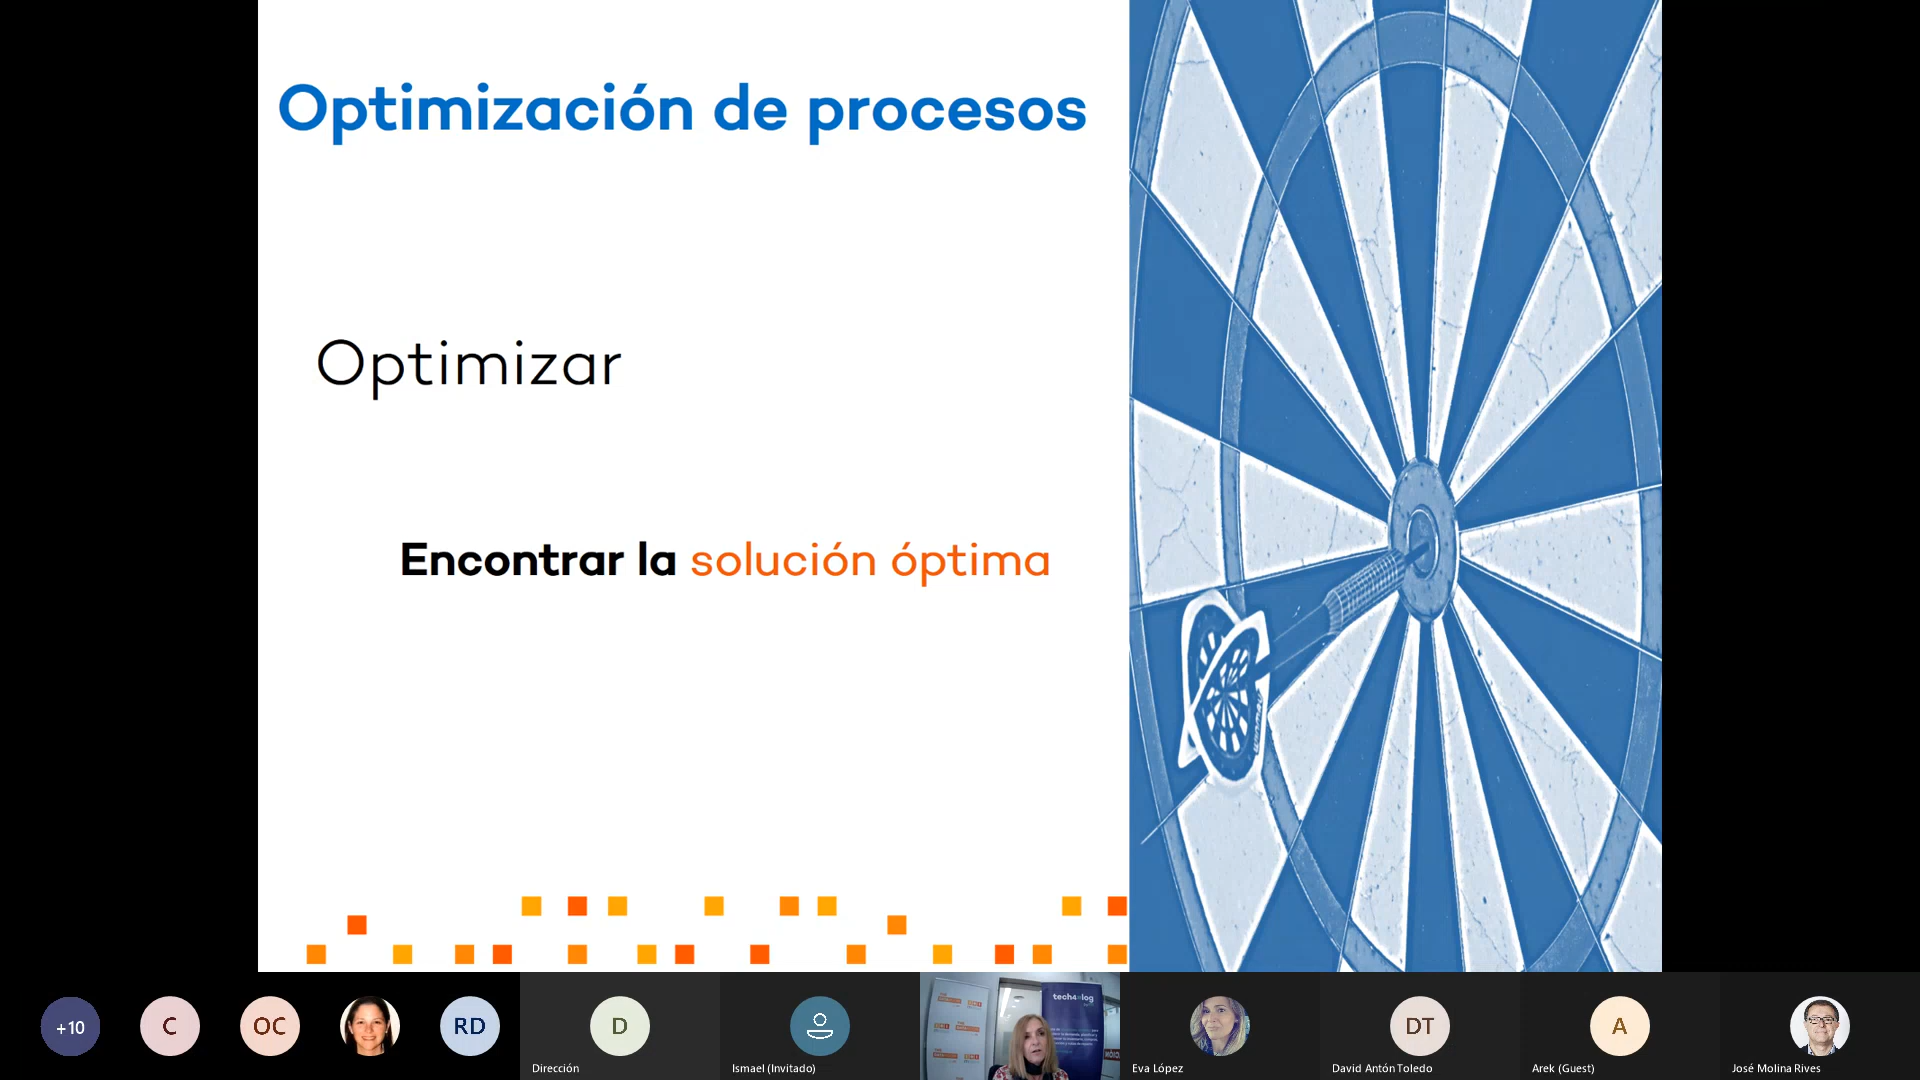 Optimización de procesos
Optimizar
Encontrar la solución óptima
+10
C
OC
RD
D
Dirección
Ismael (Invitado)
tech4elog
Eva López
DT
David Antón Toledo
A
Arek (Guest)
José Molina Rives